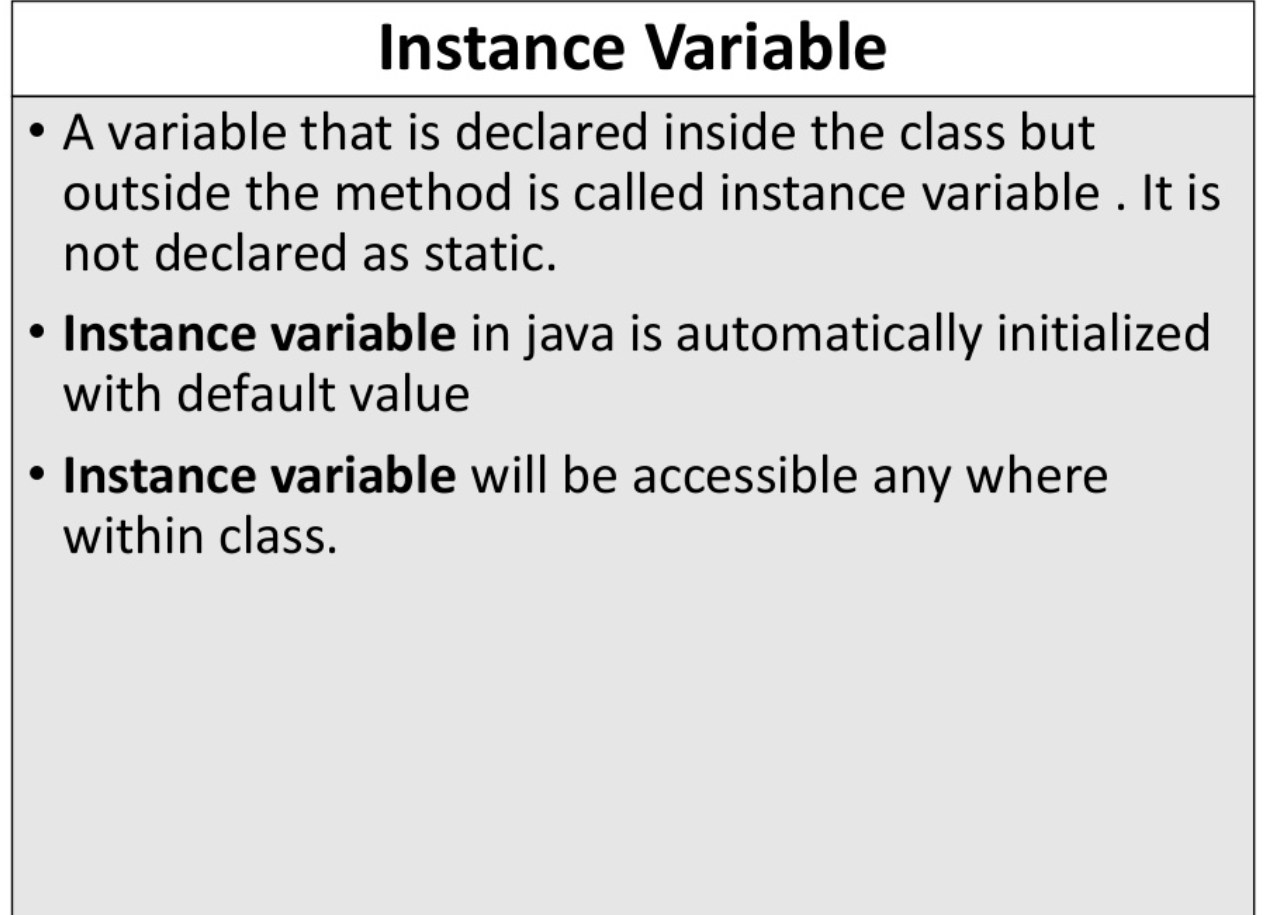 Instance Variable
• A variable that is declared inside the class but
outside the method is called instance variable . It is
not declared as static.
• Instance variable in java is automatically initialized
with default value
• Instance variable will be accessible any where
within class.